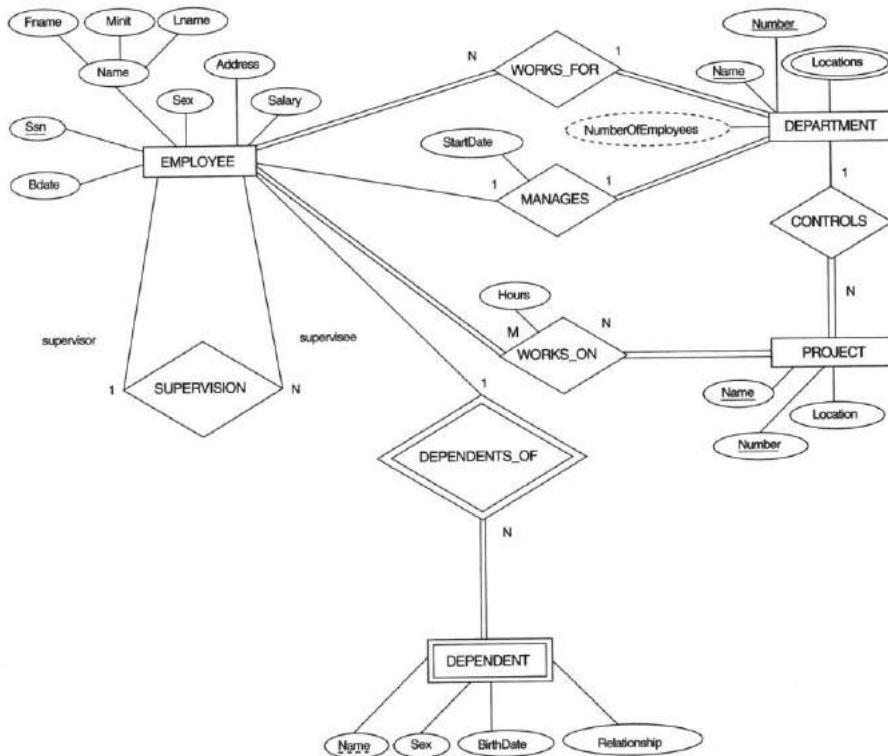 Fname
Minit
Lname
Number
Name
Address
N
WORKS_FOR
1
Name
Locations
Sex
Salary
Ssn
StartDate
NumberOfEmployees
DEPARTMENT
EMPLOYEE
Bdate
1
MANAGES
1
1
CONTROLS
Hours
N
supervisor
supervisee
M
N
WORKS_ON
PROJECT
1
SUPERVISION
N
1
Name
Location
Number
DEPENDENTS_OF
N
DEPENDENT
Name
Sex
BirthDate
Relationship